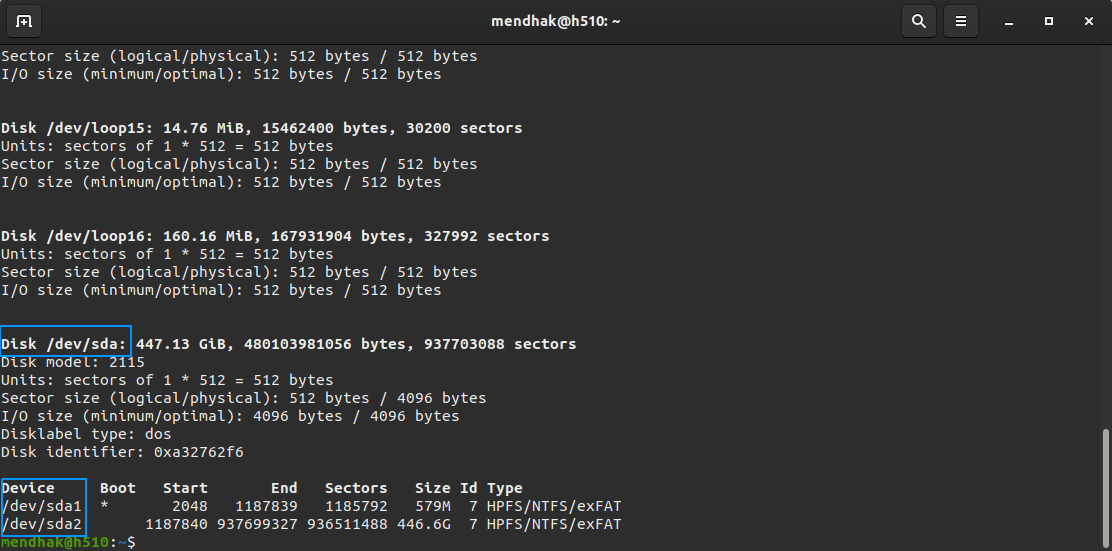 mendhak@h510: ~
Sector size (logical/physical): 512 bytes / 512 bytes
I/O size (minimum/optimal): 512 bytes / 512 bytes
Disk /dev/loop15: 14.76 MiB, 15462400 bytes, 30200 sectors
Units: sectors of 1 * 512 = 512 bytes
Sector size (logical/physical): 512 bytes / 512 bytes
I/O size (minimum/optimal): 512 bytes / 512 bytes
Disk /dev/loop16: 160.16 MiB, 167931904 bytes, 327992 sectors
Units: sectors of 1 * 512 = 512 bytes
Sector size (logical/physical): 512 bytes / 512 bytes
I/O size (minimum/optimal): 512 bytes / 512 bytes
Disk /dev/sda: 447.13 GiB, 480103981056 bytes, 937703088 sectors
Disk model: 2115
Units: sectors of 1 * 512 = 512 bytes
Sector size (logical/physical): 512 bytes / 4096 bytes
I/O size (minimum/optimal): 4096 bytes / 4096 bytes
Disklabel type: dos
Disk identifier: 0xa32762f6
Device     Boot   Start       End   Sectors   Size Id Type
/dev/sda1  *       2048   1187839   1185792   579M  7 HPFS/NTFS/exFAT
/dev/sda2       1187840 937699327 936511488 446.6G  7 HPFS/NTFS/exFAT
mendhak@h510:~$